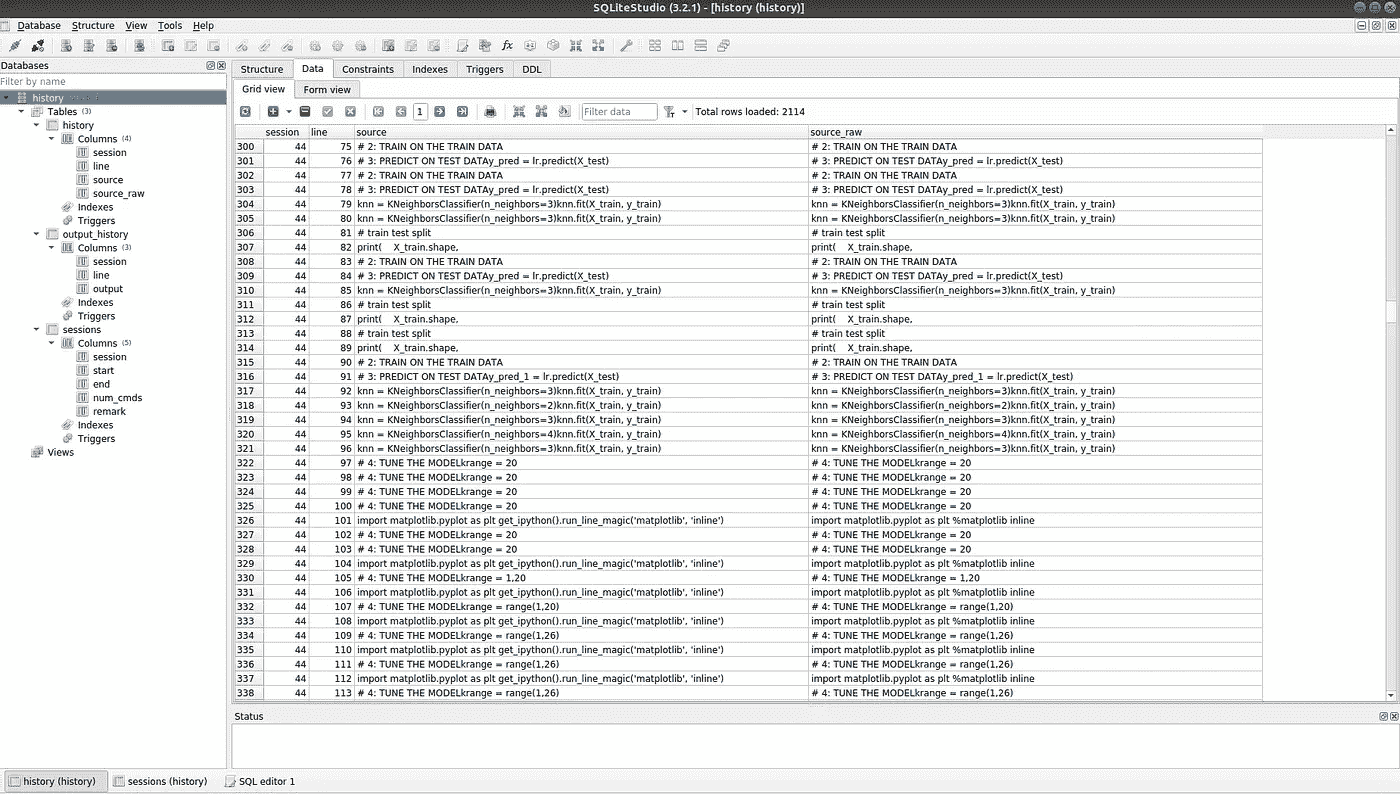 SQLiteStudio (3.2.1) - [history (history)]
Database Structure View Tools Help
Databases
Filter by name
history
Tables (3)
history
Columns (4)
session
line
source
source_raw
Indexes
Triggers
output_history
Columns (3)
session
line
output
Indexes
Triggers
sessions
Columns (5)
session
start
end
num_cmds
remark
Indexes
Triggers
Views
Structure Data Constraints Indexes Triggers DDL
Grid view Form view
1 Filter data Total rows loaded: 2114
session line source source_raw
300 44 75 # 2: TRAIN ON THE TRAIN DATA # 2: TRAIN ON THE TRAIN DATA
301 44 76 # 3: PREDICT ON TEST DATAy_pred = lr.predict(X_test) # 3: PREDICT ON TEST DATAy_pred = lr.predict(X_test)
302 44 77 # 2: TRAIN ON THE TRAIN DATA # 2: TRAIN ON THE TRAIN DATA
303 44 78 # 3: PREDICT ON TEST DATAy_pred = lr.predict(X_test) # 3: PREDICT ON TEST DATAy_pred = lr.predict(X_test)
304 44 79 knn = KNeighborsClassifier(n_neighbors=3)knn.fit(X_train, y_train) knn = KNeighborsClassifier(n_neighbors=3)knn.fit(X_train, y_train)
305 44 80 knn = KNeighborsClassifier(n_neighbors=3)knn.fit(X_train, y_train) knn = KNeighborsClassifier(n_neighbors=3)knn.fit(X_train, y_train)
306 44 81 # train test split # train test split
307 44 82 print( X_train.shape, print( X_train.shape,
308 44 83 # 2: TRAIN ON THE TRAIN DATA # 2: TRAIN ON THE TRAIN DATA
309 44 84 # 3: PREDICT ON TEST DATAy_pred = lr.predict(X_test) # 3: PREDICT ON TEST DATAy_pred = lr.predict(X_test)
310 44 85 knn = KNeighborsClassifier(n_neighbors=3)knn.fit(X_train, y_train) knn = KNeighborsClassifier(n_neighbors=3)knn.fit(X_train, y_train)
311 44 86 # train test split # train test split
312 44 87 print( X_train.shape, print( X_train.shape,
313 44 88 # train test split # train test split
314 44 89 print( X_train.shape, print( X_train.shape,
315 44 90 # 2: TRAIN ON THE TRAIN DATA # 2: TRAIN ON THE TRAIN DATA
316 44 91 # 3: PREDICT ON TEST DATAy_pred_1 = lr.predict(X_test) # 3: PREDICT ON TEST DATAy_pred_1 = lr.predict(X_test)
317 44 92 knn = KNeighborsClassifier(n_neighbors=3)knn.fit(X_train, y_train) knn = KNeighborsClassifier(n_neighbors=3)knn.fit(X_train, y_train)
318 44 93 knn = KNeighborsClassifier(n_neighbors=2)knn.fit(X_train, y_train) knn = KNeighborsClassifier(n_neighbors=2)knn.fit(X_train, y_train)
319 44 94 knn = KNeighborsClassifier(n_neighbors=3)knn.fit(X_train, y_train) knn = KNeighborsClassifier(n_neighbors=3)knn.fit(X_train, y_train)
320 44 95 knn = KNeighborsClassifier(n_neighbors=4)knn.fit(X_train, y_train) knn = KNeighborsClassifier(n_neighbors=4)knn.fit(X_train, y_train)
321 44 96 knn = KNeighborsClassifier(n_neighbors=3)knn.fit(X_train, y_train) knn = KNeighborsClassifier(n_neighbors=3)knn.fit(X_train, y_train)
322 44 97 # 4: TUNE THE MODELkrange = 20 # 4: TUNE THE MODELkrange = 20
323 44 98 # 4: TUNE THE MODELkrange = 20 # 4: TUNE THE MODELkrange = 20
324 44 99 # 4: TUNE THE MODELkrange = 20 # 4: TUNE THE MODELkrange = 20
325 44 100 # 4: TUNE THE MODELkrange = 20 # 4: TUNE THE MODELkrange = 20
326 44 101 import matplotlib.pyplot as plt get_ipython().run_line_magic('matplotlib', 'inline') import matplotlib.pyplot as plt %matplotlib inline
327 44 102 # 4: TUNE THE MODELkrange = 20 # 4: TUNE THE MODELkrange = 20
328 44 103 # 4: TUNE THE MODELkrange = 20 # 4: TUNE THE MODELkrange = 20
329 44 104 import matplotlib.pyplot as plt get_ipython().run_line_magic('matplotlib', 'inline') import matplotlib.pyplot as plt %matplotlib inline
330 44 105 # 4: TUNE THE MODELkrange = 1,20 # 4: TUNE THE MODELkrange = 1,20
331 44 106 import matplotlib.pyplot as plt get_ipython().run_line_magic('matplotlib', 'inline') import matplotlib.pyplot as plt %matplotlib inline
332 44 107 # 4: TUNE THE MODELkrange = range(1,20) # 4: TUNE THE MODELkrange = range(1,20)
333 44 108 import matplotlib.pyplot as plt get_ipython().run_line_magic('matplotlib', 'inline') import matplotlib.pyplot as plt %matplotlib inline
334 44 109 # 4: TUNE THE MODELkrange = range(1,26) # 4: TUNE THE MODELkrange = range(1,26)
335 44 110 import matplotlib.pyplot as plt get_ipython().run_line_magic('matplotlib', 'inline') import matplotlib.pyplot as plt %matplotlib inline
336 44 111 # 4: TUNE THE MODELkrange = range(1,26) # 4: TUNE THE MODELkrange = range(1,26)
337 44 112 import matplotlib.pyplot as plt get_ipython().run_line_magic('matplotlib', 'inline') import matplotlib.pyplot as plt %matplotlib inline
338 44 113 # 4: TUNE THE MODELkrange = range(1,26) # 4: TUNE THE MODELkrange = range(1,26)
Status
history (history) sessions (history) SQL editor 1